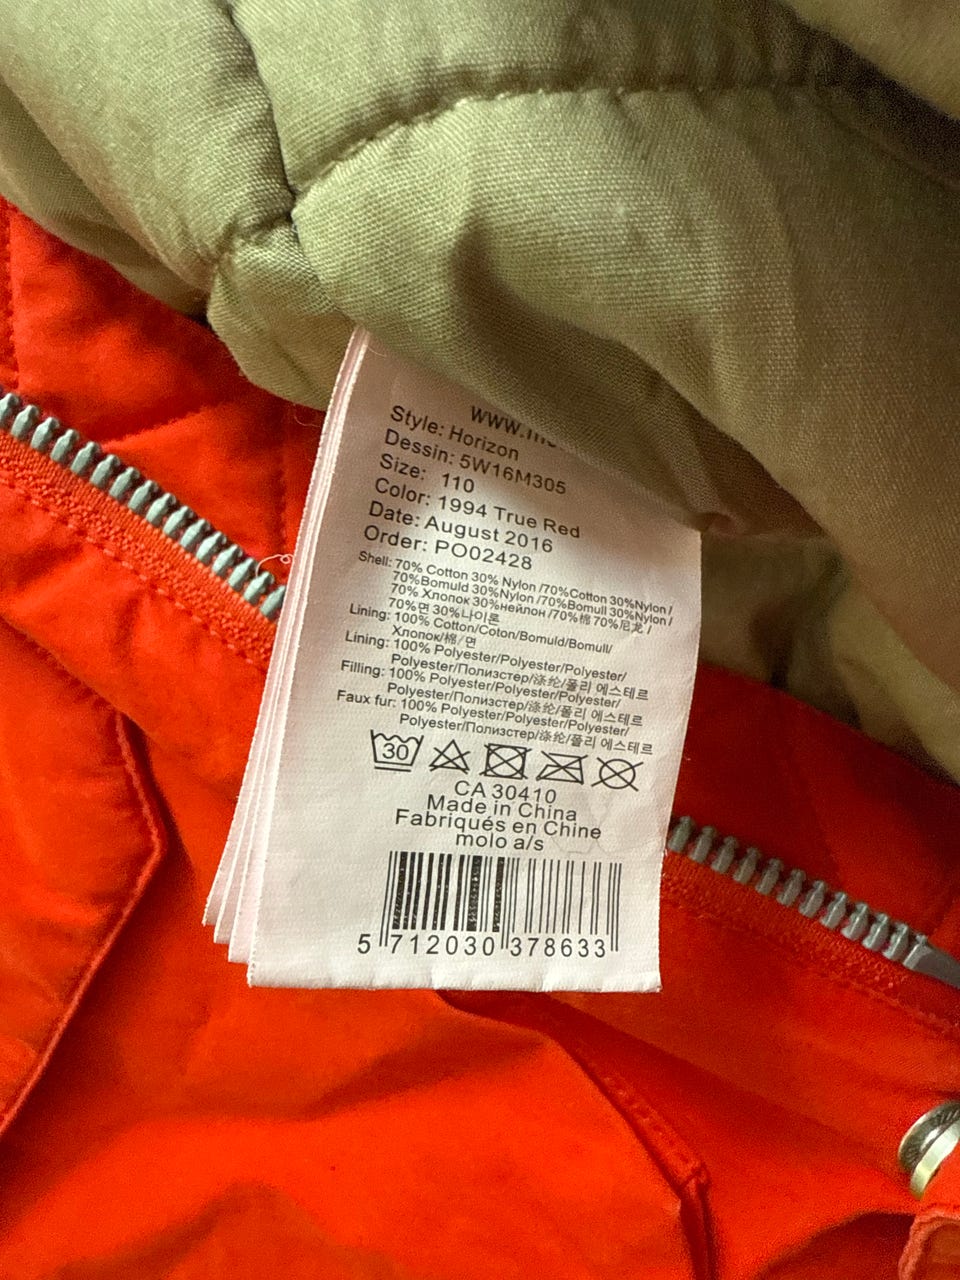 www.mo
Style: Horizon
Dessin: 5W16M305
Size: 110
Color: 1994 True Red
Date: August 2016
Order: PO02428
Shell: 70% Cotton 30% Nylon /70%Cotton 30%Nylon /
70%Bomuld 30%Nylon /70%Bomull 30%Nylon /
70% Хлопок 30%нейлон /70%棉 70%尼龙 /
70%면 30%나이론
Lining: 100% Cotton/Coton/Bomuld/Bomull/
Хлопок/棉/면
Lining: 100% Polyester/Polyester/Polyester/
Polyester/Полиэстер/涤纶/폴리 에스테르
Filling: 100% Polyester/Polyester/Polyester/
Polyester/Полиэстер/涤纶/폴리 에스테르
Faux fur: 100% Polyester/Polyester/Polyester/
Polyester/Полиэстер/涤纶/폴리 에스테르
30
CA 30410
Made in China
Fabriqués en Chine
molo a/s
5 712030 378633